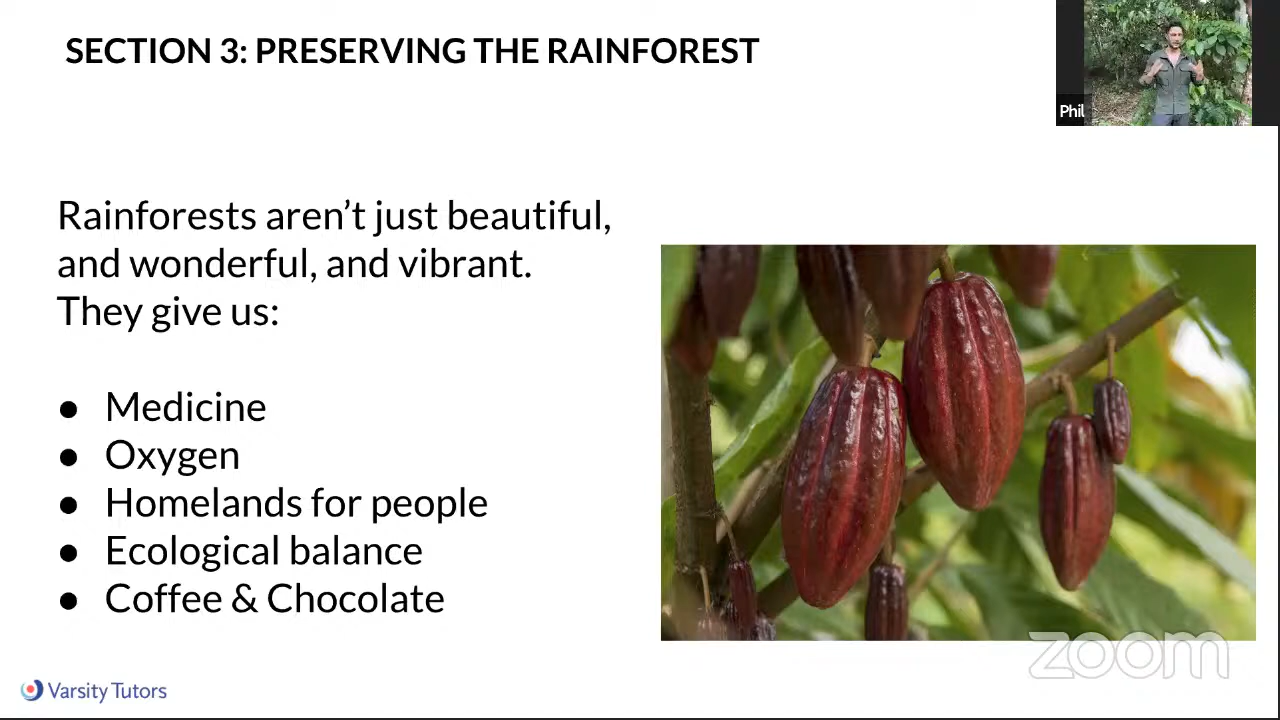 SECTION 3: PRESERVING THE RAINFOREST
Phil
Rainforests aren’t just beautiful,
and wonderful, and vibrant.
They give us:
● Medicine
● Oxygen
● Homelands for people
● Ecological balance
● Coffee & Chocolate
zoom
Varsity Tutors